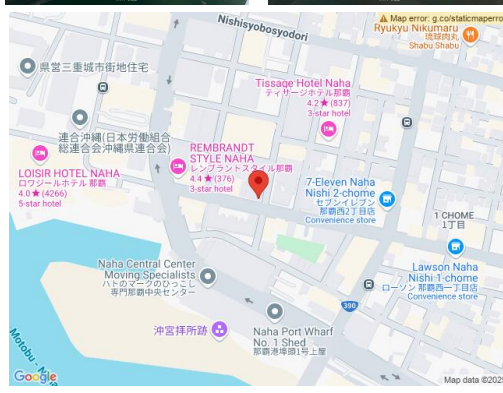 Nishisyobosyodori
Map error: g.co/staticmaperro
Ryukyu Nikumaru
琉球肉丸
Shabu Shabu
県営三重城市街地住宅
Tissage Hotel Naha
ティサージホテル那覇
4.2★(837)
3-star hotel
連合沖縄(日本労働組合
総連合会沖縄県連合会)
REMBRANDT
STYLE NAHA
レンブラントスタイル那覇
4.4★(376)
3-star hotel
LOISIR HOTEL NAHA
ロワジールホテル 那覇
4.0★(4266)
5-star hotel
7-Eleven Naha
Nishi 2-chome
セブンイレブン
那覇西2丁目店
Convenience store
1 CHOME
1丁目
Lawson Naha
Nishi 1-chome
ローソン 那覇西一丁目店
Convenience store
Naha Central Center
Moving Specialists
ハトのマークのひっこし
専門那覇中央センター
390
沖宮拝所跡
Naha Port Wharf
No. 1 Shed
那覇港埠頭1号上屋
Motobu - N
Google
Map data ©2025